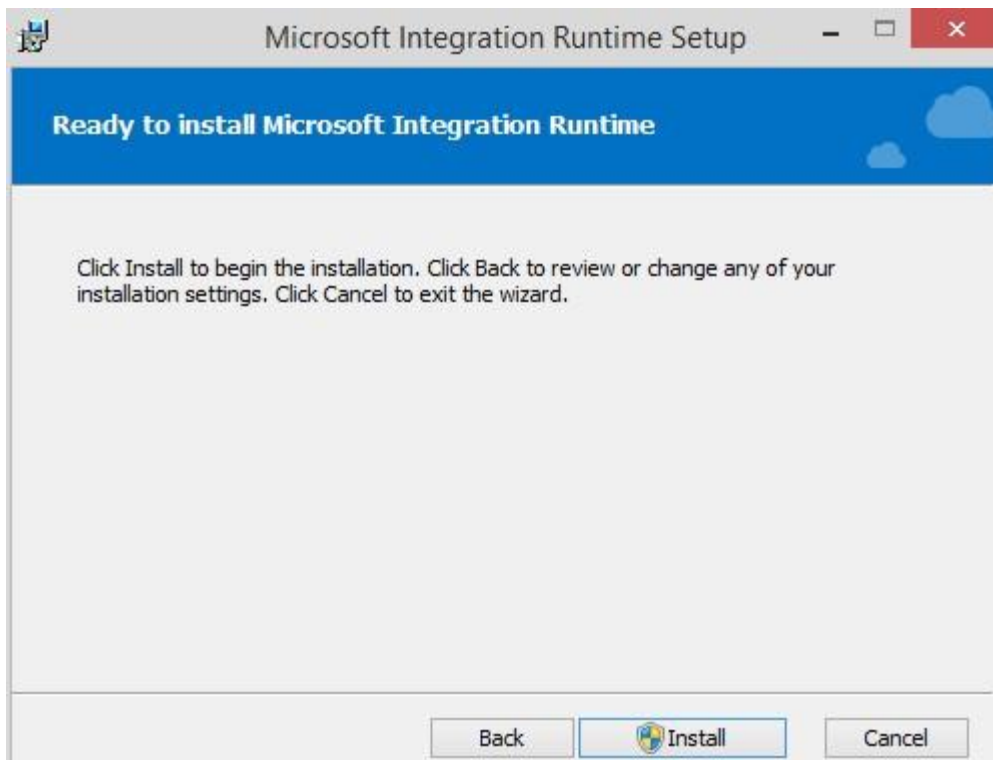 Microsoft Integration Runtime Setup
Ready to install Microsoft Integration Runtime
Click Install to begin the installation. Click Back to review or change any of your
installation settings. Click Cancel to exit the wizard.
Back Install Cancel